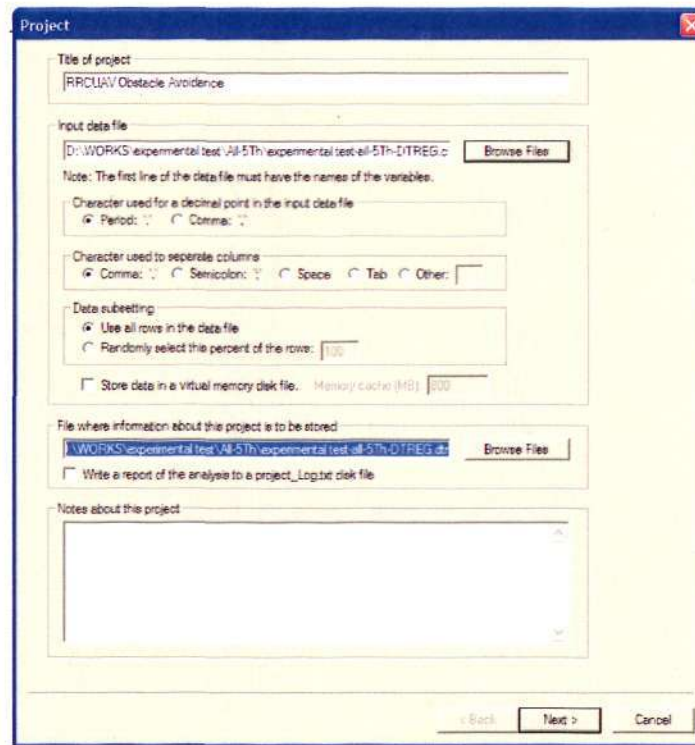 Project
Title of project
RRCUAV Obstacle Avoidence
Input data file
D:\WORKS\experimental test\All-5Th\experimental test-all-5Th-DTREG.c
Browse Files
Note: The first line of the data file must have the names of the variables.
Character used for a decimal point in the input data file
Period: '.' Comma: ','
Character used to seperate columns
Comma: ',' Semicolon: ';' Space Tab Other:
Data subsetting
Use all rows in the data file
Randomly select this percent of the rows: 100
Store data in a virtual memory disk file. Memory cache (MB): 800
File where information about this project is to be stored
):\WORKS\experimental test\All-5Th\experimental test-all-5Th-DTREG.dtr
Browse Files
Write a report of the analysis to a project_Log.txt disk file
Notes about this project
< Back Next > Cancel